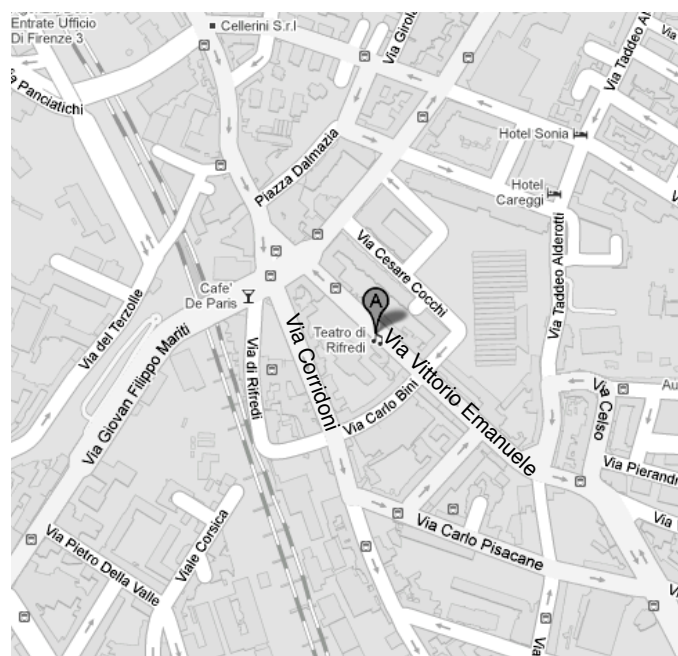 Entrate Ufficio
Di Firenze 3
Cellerini S.r.l
Via Girola
Via Taddeo Al
Via
Via Panciatichi
Hotel Sonia
Piazza Dalmazia
Hotel
Careggi
Via Cesare Cocchi
Via Taddeo Alderotti
Cafe'
De Paris
A
Teatro di
Rifredi
Via del Terzolle
Via Giovan Filippo Mariti
Via di Rifredi
Via Corridoni
Via Vittorio Emanuele
Via Carlo Bini
Via Celso
Au
Via Pierandr
Via Carlo Pisacane
Via Pietro Della Valle
Viale Corsica
Via